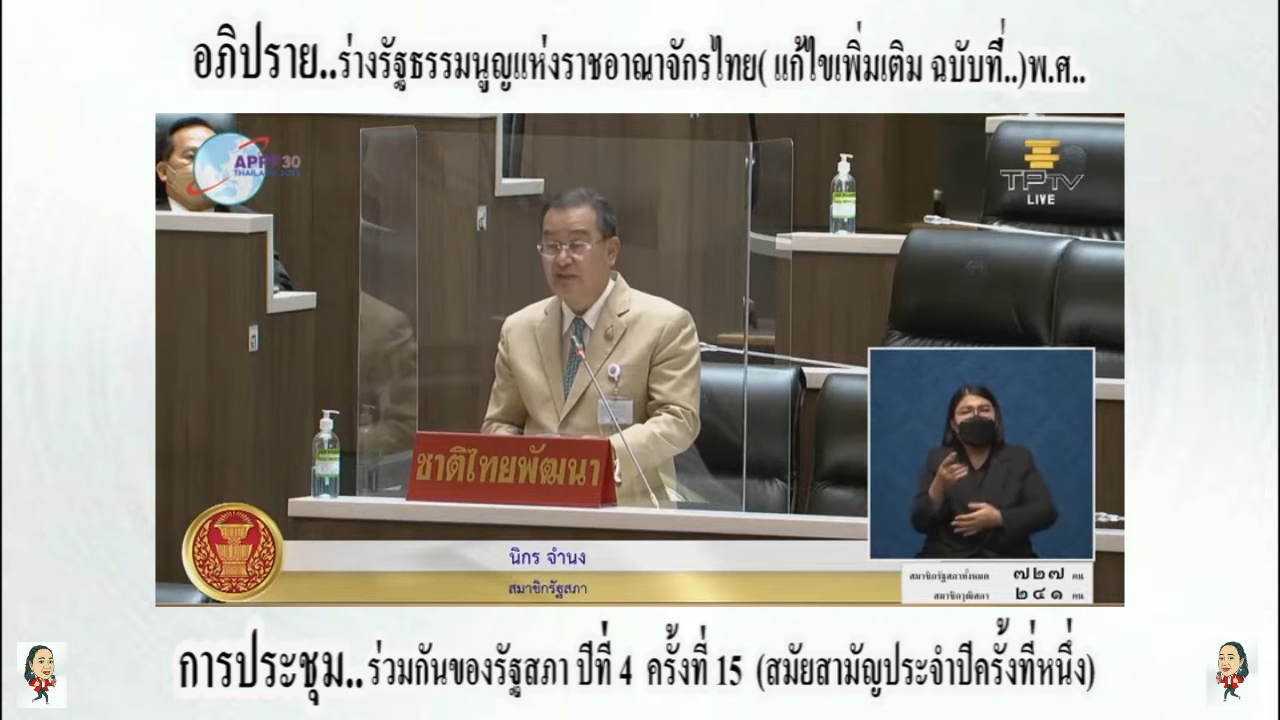 อภิปราย..ร่างรัฐธรรมนูญแห่งราชอาณาจักรไทย( แก้ไขเพิ่มเติม ฉบับที่..)พ.ศ..
APPF30
THAILAND 2022
TPTV
LIVE
ชาติไทยพัฒนา
นิกร จำนง
สมาชิกรัฐสภา
สมาชิกรัฐสภาทั้งหมด ๗๒๗ คน
สมาชิกวุฒิสภา ๒๔๑ คน
การประชุม..ร่วมกันของรัฐสภา ปีที่ 4 ครั้งที่ 15 (สมัยสามัญประจำปีครั้งที่หนึ่ง)